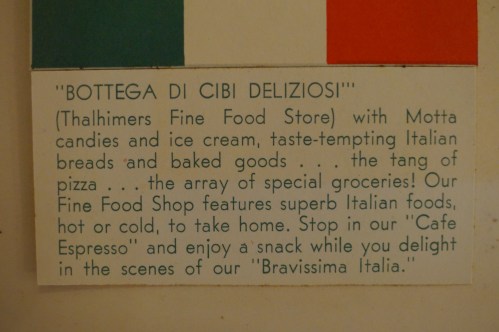 "BOTTEGA DI CIBI DELIZIOSI'"
(Thalhimers Fine Food Store) with Motta
candies and ice cream, taste-tempting Italian
breads and baked goods . . . the tang of
pizza . . . the array of special groceries! Our
Fine Food Shop features superb Italian foods,
hot or cold, to take home. Stop in our "Cafe
Espresso" and enjoy a snack while you delight
in the scenes of our "Bravissima Italia."